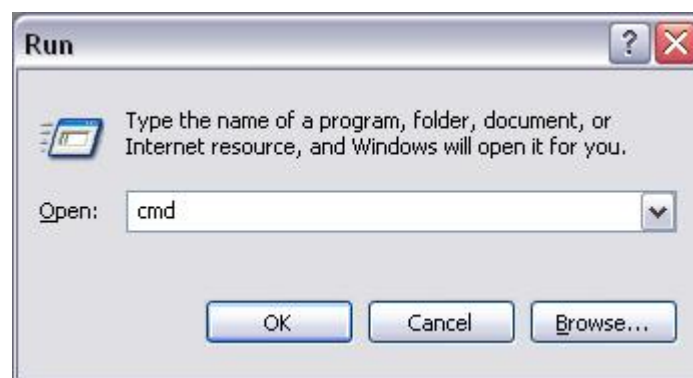 Run
Type the name of a program, folder, document, or
Internet resource, and Windows will open it for you.
Open: cmd
OK Cancel Browse...